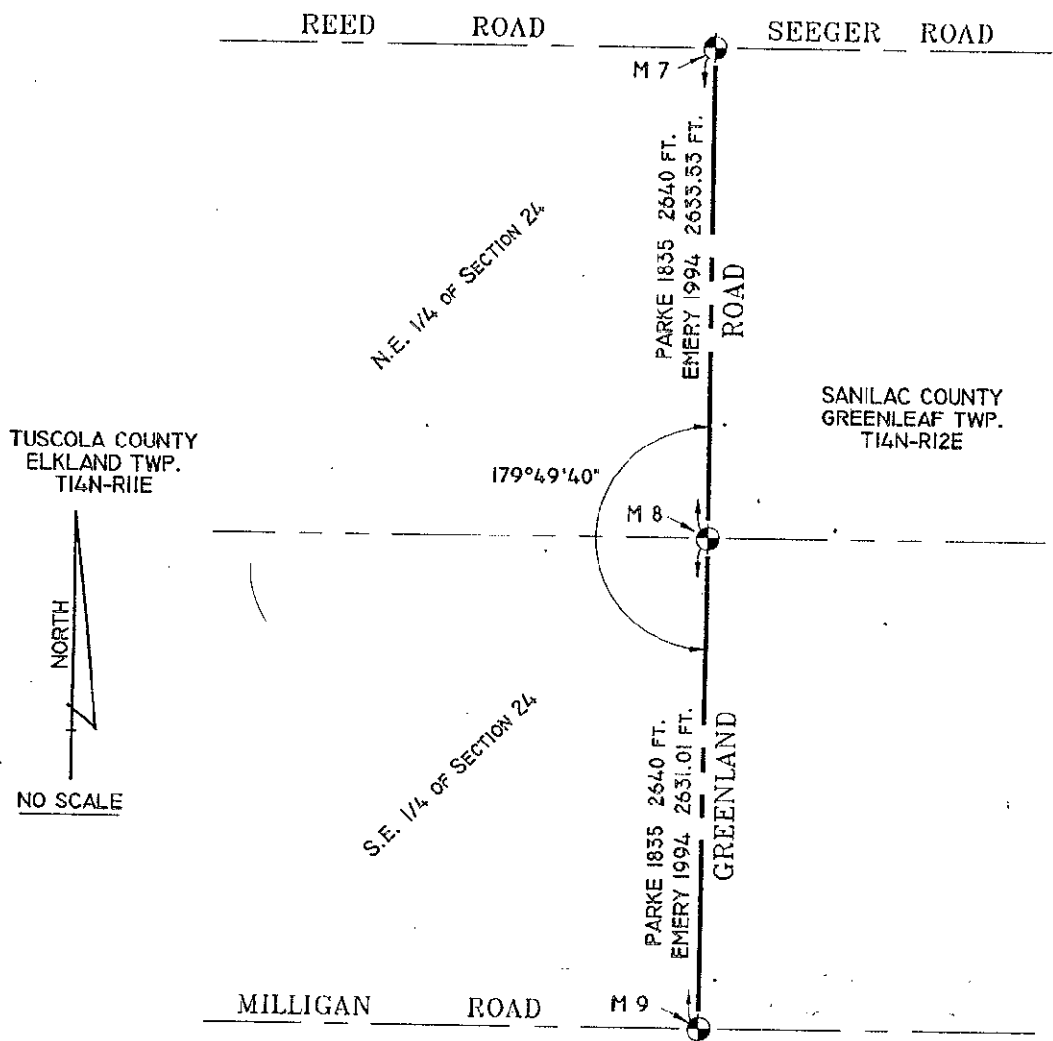 REED ROAD SEEGER ROAD
M 7
PARKE 1835 2640 FT.
EMERY 1994 2633.53 FT.
ROAD
N.E. 1/4 OF SECTION 24
SANILAC COUNTY
GREENLEAF TWP.
T14N-R12E
TUSCOLA COUNTY
ELKLAND TWP.
T14N-R11E
179°49'40"
M 8
NORTH
NO SCALE
S.E. 1/4 OF SECTION 24
PARKE 1835 2640 FT.
EMERY 1994 2631.01 FT.
GREENLAND
MILLIGAN ROAD
M 9